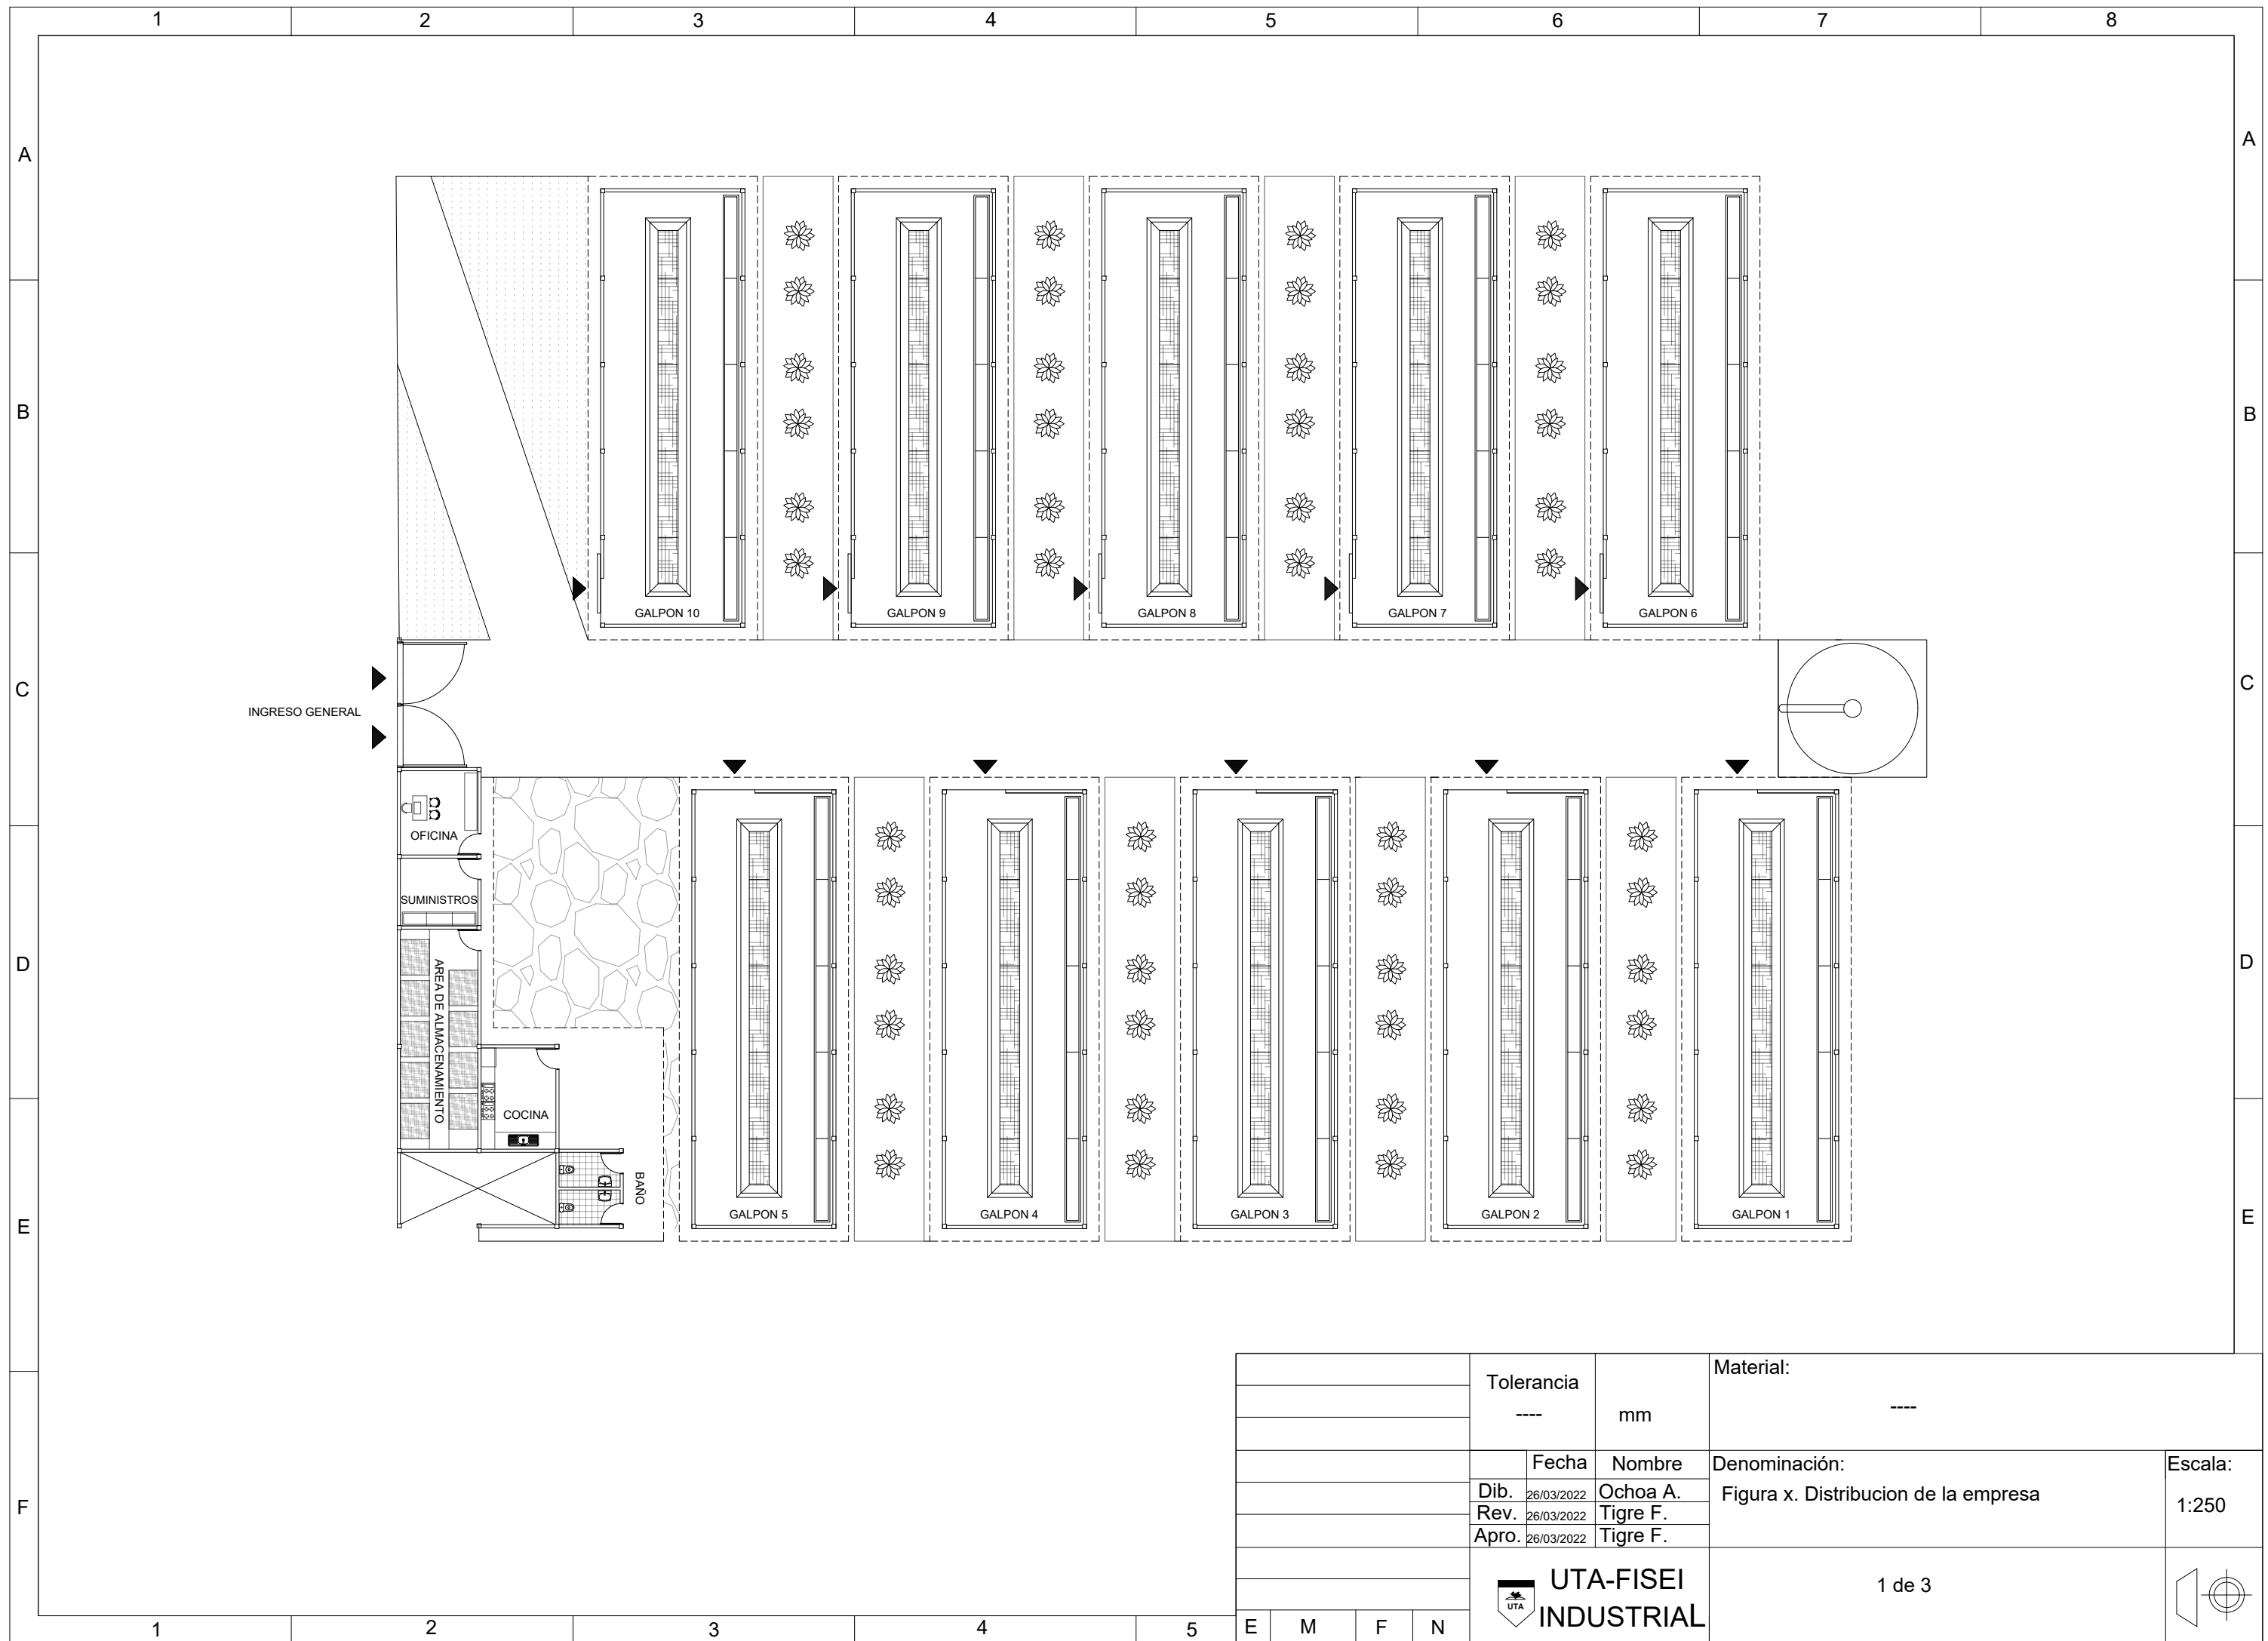 1 2 3 4 5 6 7 8
A A
B B
GALPON 10 GALPON 9 GALPON 8 GALPON 7 GALPON 6
C C
INGRESO GENERAL
OFICINA
SUMINISTROS
D D
AREA DE ALMACENAMIENTO
COCINA
BAÑO
GALPON 5 GALPON 4 GALPON 3 GALPON 2 GALPON 1
E E
Tolerancia
----
mm
Material:
----
Fecha Nombre
Dib. 26/03/2022 Ochoa A.
Rev. 26/03/2022 Tigre F.
Apro. 26/03/2022 Tigre F.
Denominación:
Figura x. Distribucion de la empresa
Escala:
1:250
F
UTA
UTA-FISEI
INDUSTRIAL
1 de 3
E M F N
1 2 3 4 5